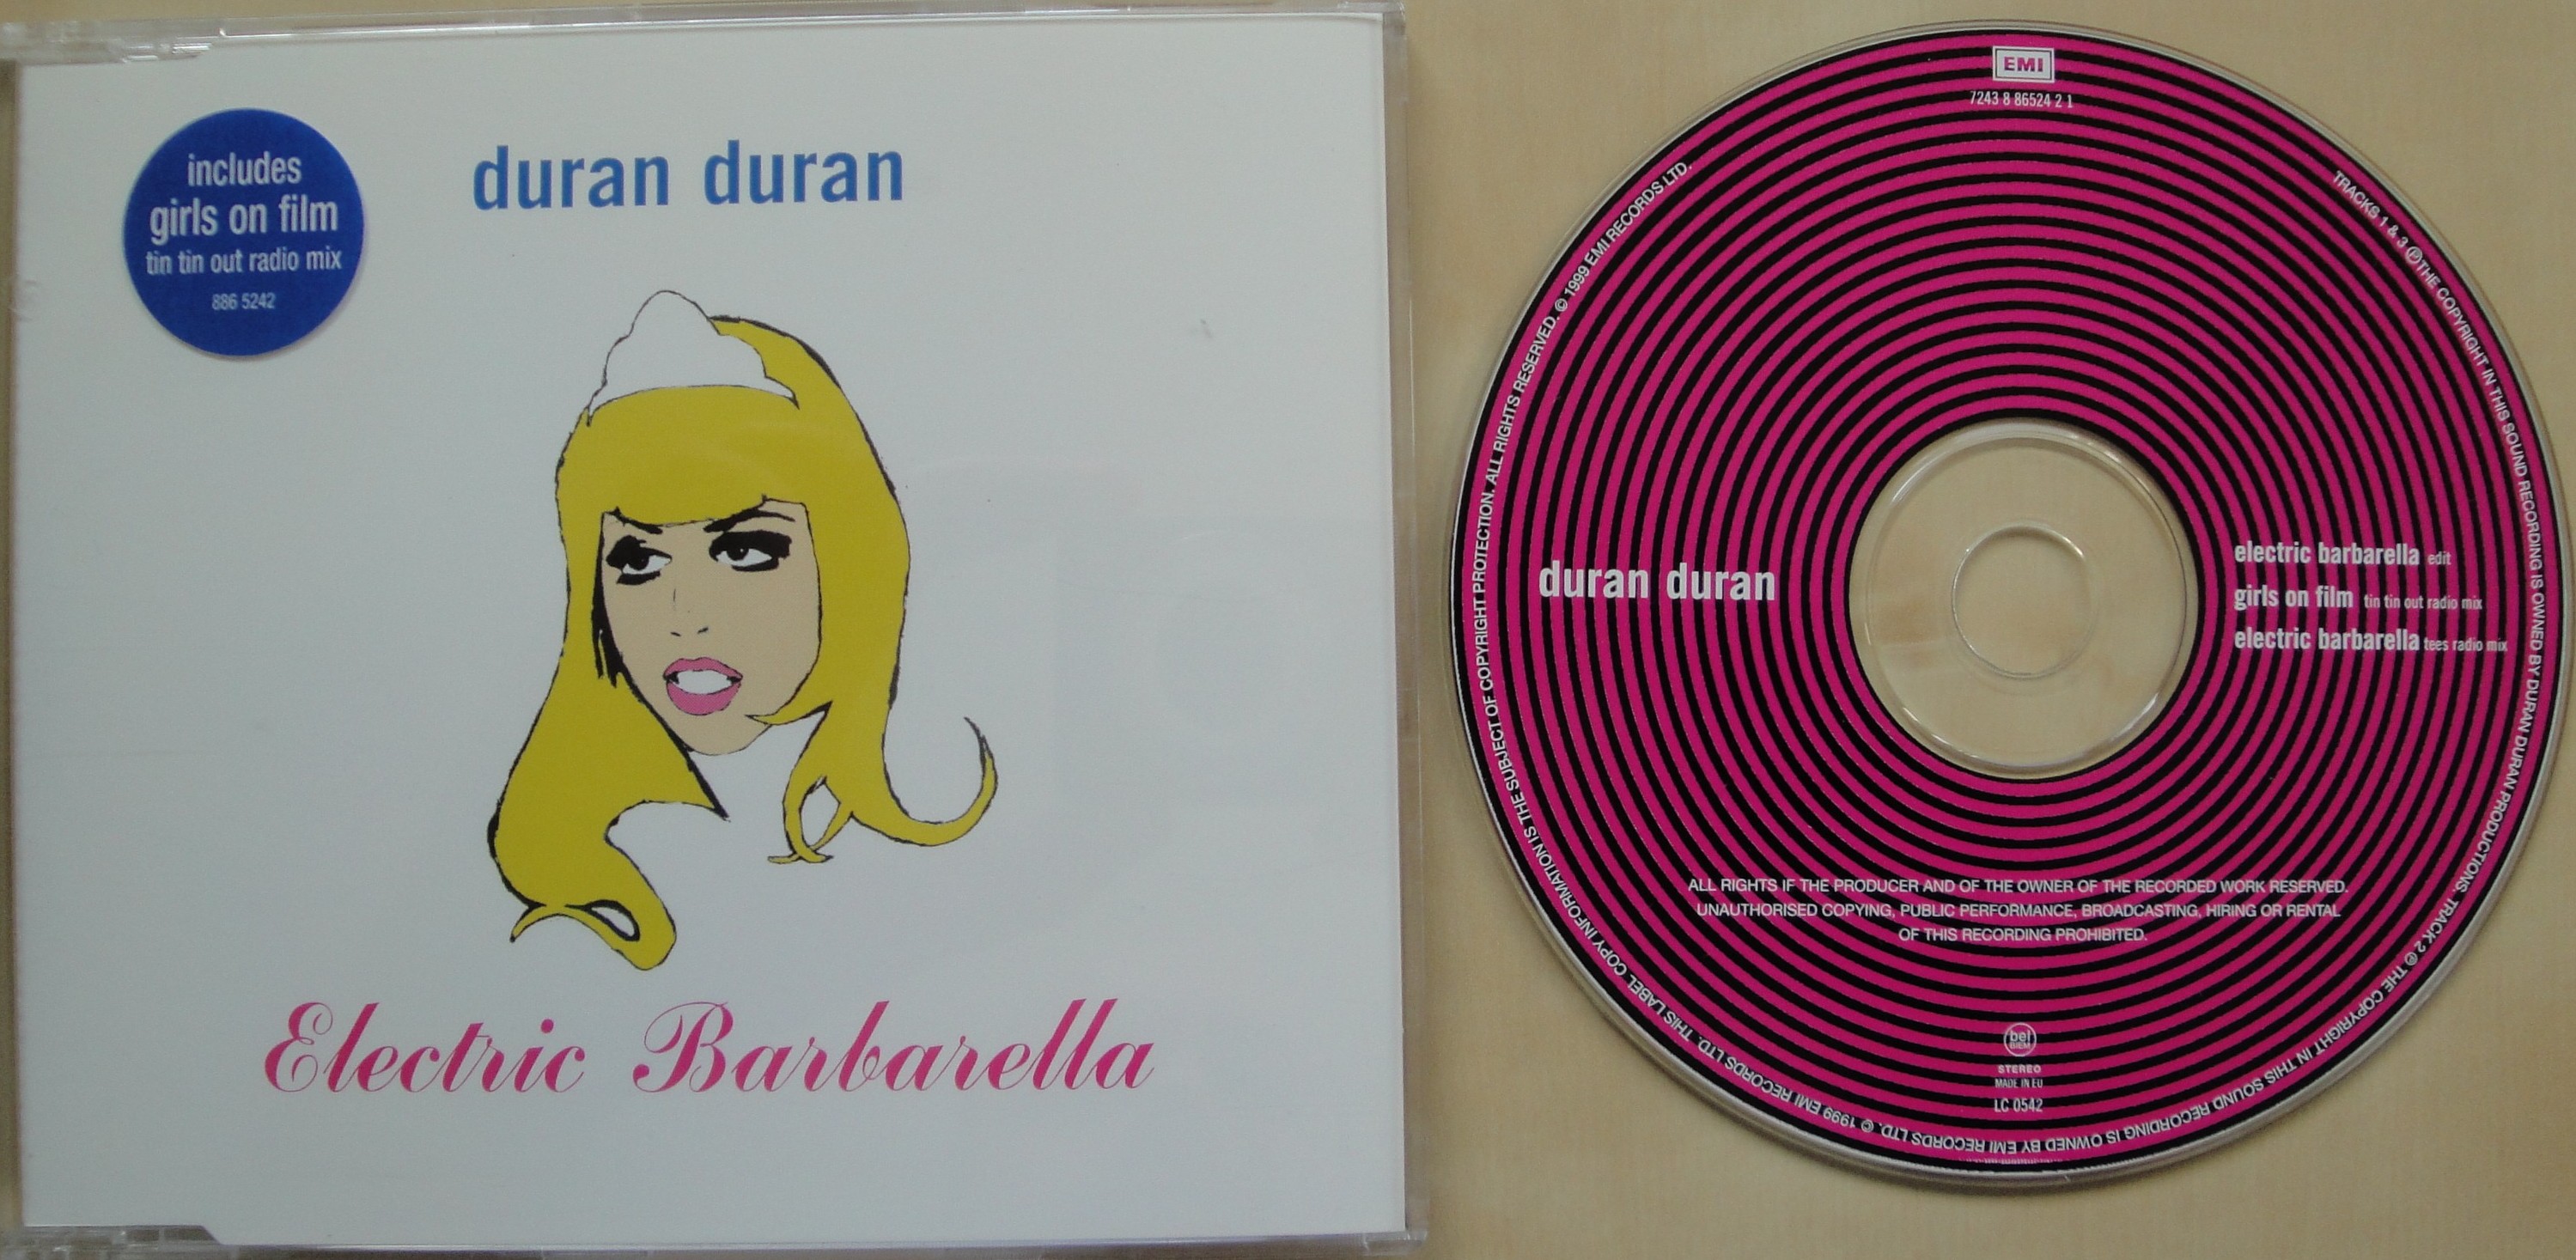 includes
girls on film
tin tin out radio mix
886 5242
duran duran
Electric Barbarella
EMI
7243 8 86524 2 1
TRACKS 1 & 3 ℗ THE COPYRIGHT IN THIS SOUND RECORDING IS OWNED BY DURAN DURAN PRODUCTIONS. TRACK 2 ℗ THE COPYRIGHT IN THIS SOUND RECORDING IS OWNED BY EMI RECORDS LTD. © 1999 EMI RECORDS LTD. THIS LABEL COPY INFORMATION IS THE SUBJECT OF COPYRIGHT PROTECTION. ALL RIGHTS RESERVED. © 1999 EMI RECORDS LTD.
duran duran
electric barbarella edit
girls on film tin tin out radio mix
electric barbarella tees radio mix
ALL RIGHTS IF THE PRODUCER AND OF THE OWNER OF THE RECORDED WORK RESERVED.
UNAUTHORISED COPYING, PUBLIC PERFORMANCE, BROADCASTING, HIRING OR RENTAL
OF THIS RECORDING PROHIBITED.
bel
BIEM
STEREO
MADE IN EU
LC 0542